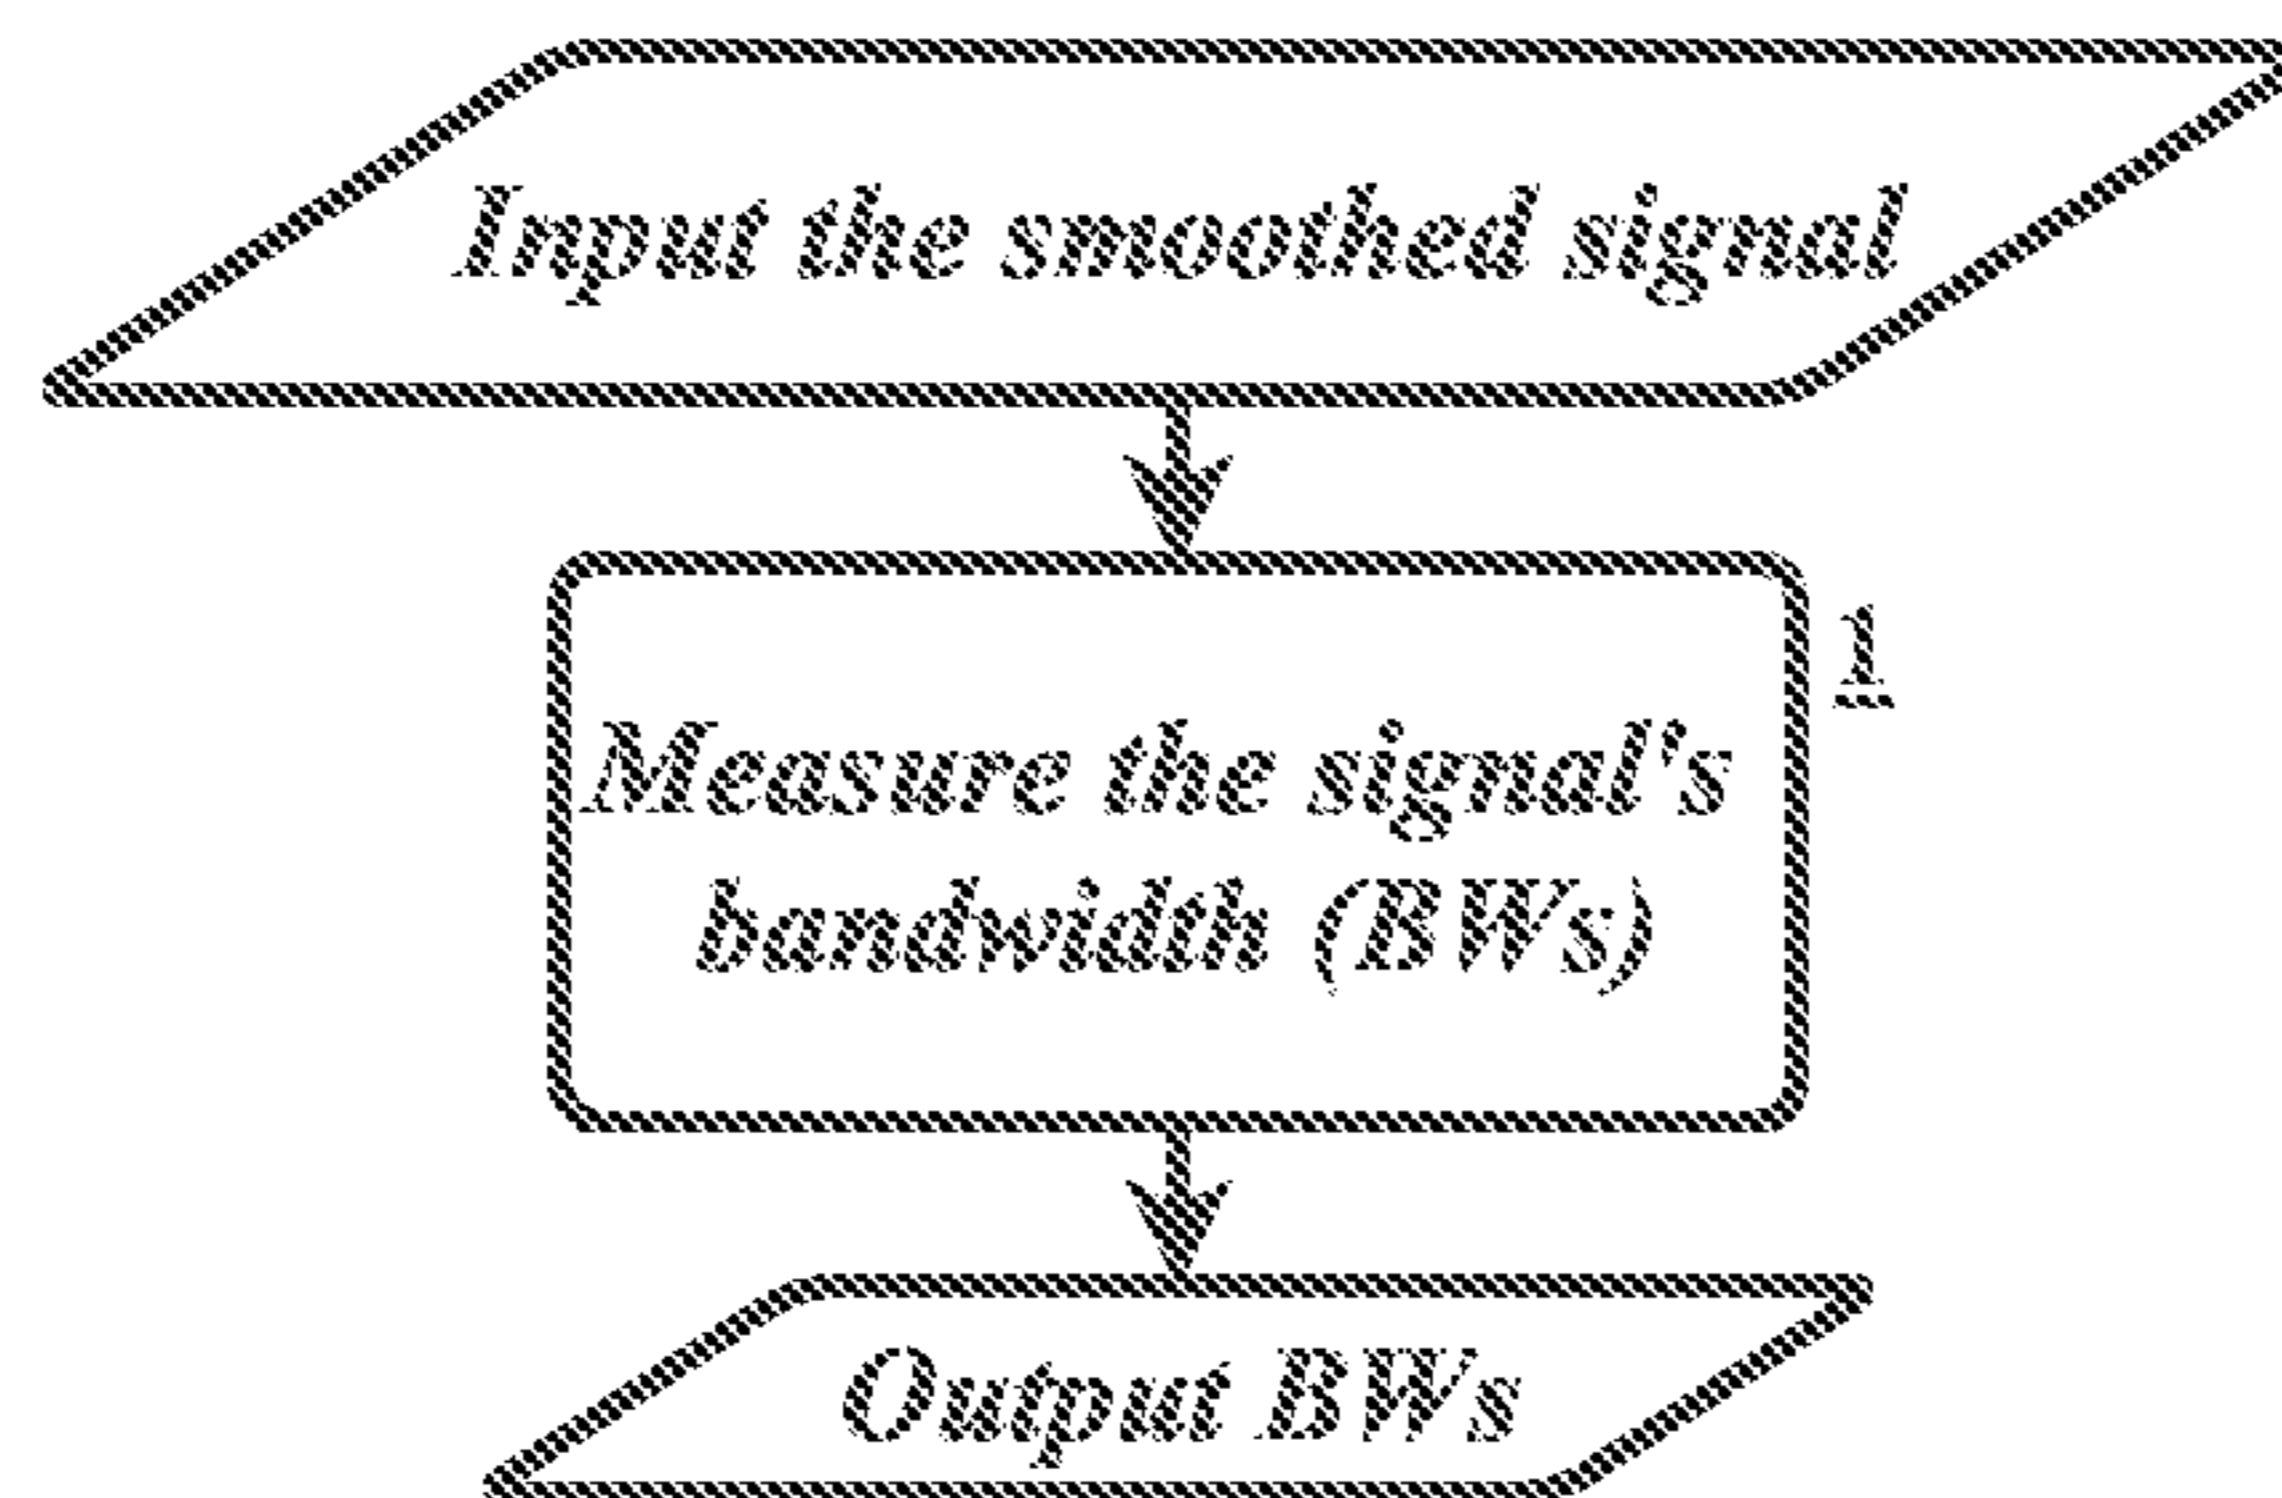 Input the smoothed signal
1
Measure the signal's
bandwidth (BWs)
Output BWs